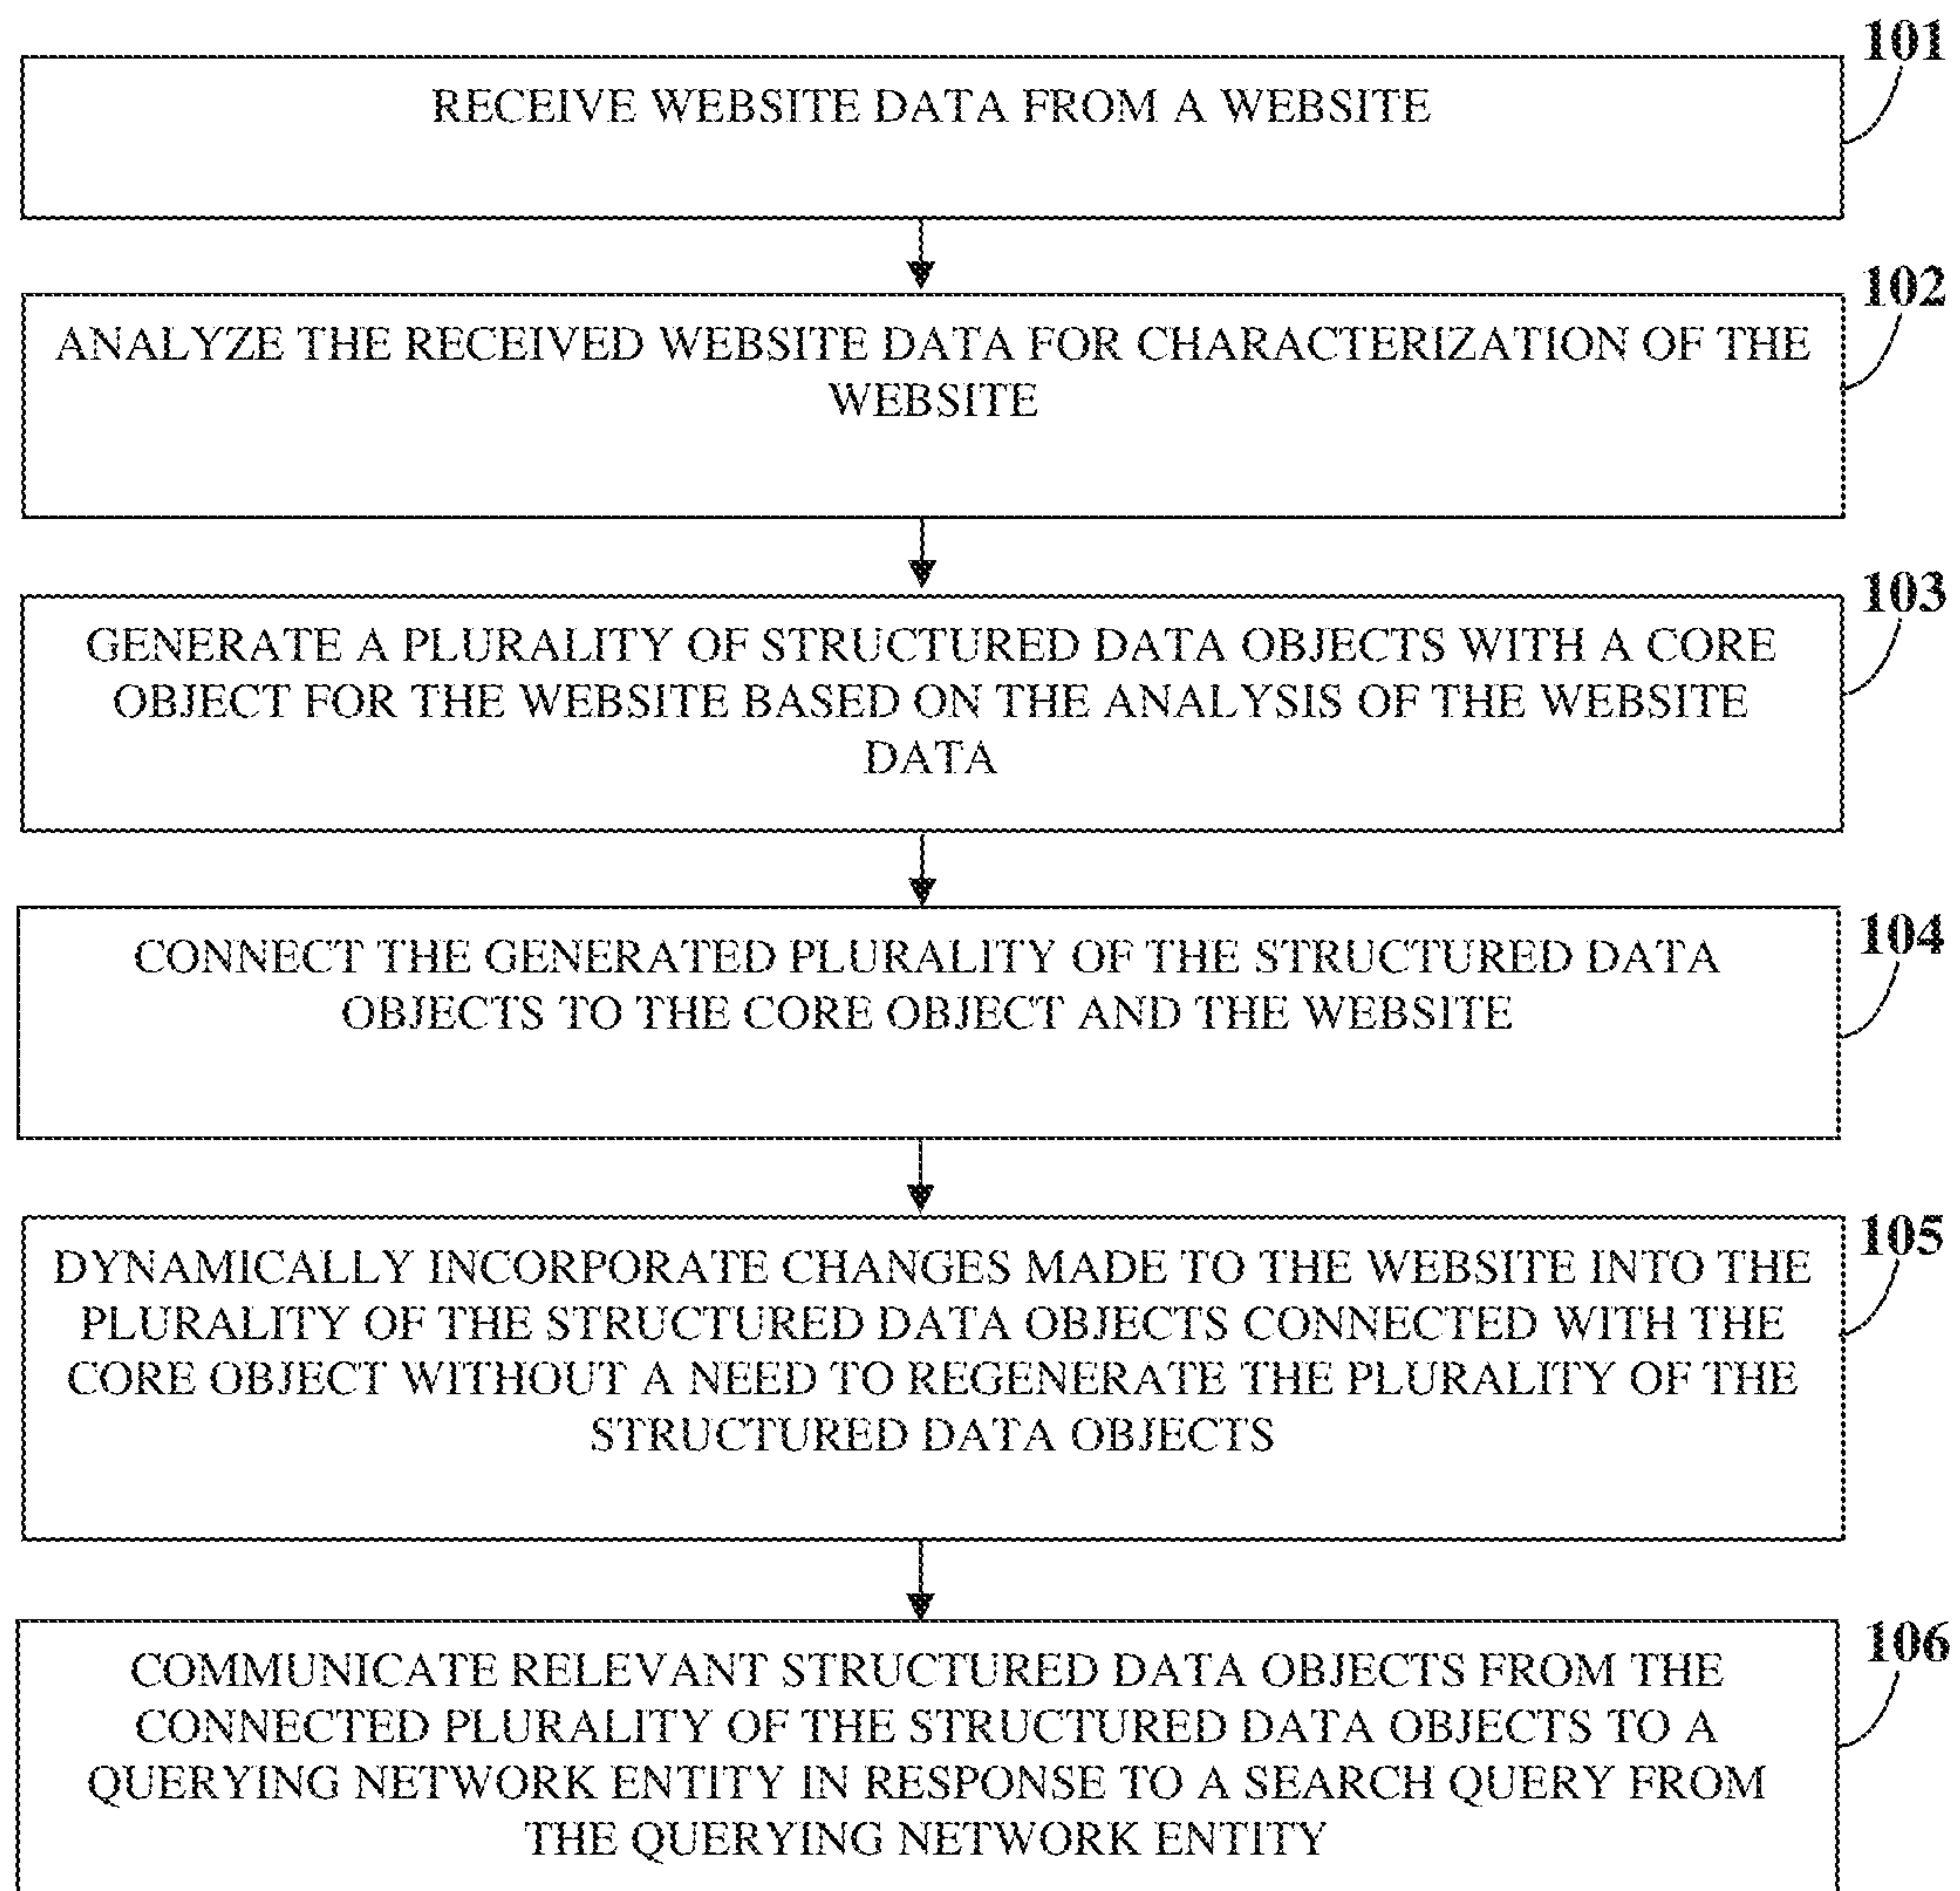 101
RECEIVE WEBSITE DATA FROM A WEBSITE
102
ANALYZE THE RECEIVED WEBSITE DATA FOR CHARACTERIZATION OF THE
WEBSITE
103
GENERATE A PLURALITY OF STRUCTURED DATA OBJECTS WITH A CORE
OBJECT FOR THE WEBSITE BASED ON THE ANALYSIS OF THE WEBSITE
DATA
104
CONNECT THE GENERATED PLURALITY OF THE STRUCTURED DATA
OBJECTS TO THE CORE OBJECT AND THE WEBSITE
105
DYNAMICALLY INCORPORATE CHANGES MADE TO THE WEBSITE INTO THE
PLURALITY OF THE STRUCTURED DATA OBJECTS CONNECTED WITH THE
CORE OBJECT WITHOUT A NEED TO REGENERATE THE PLURALITY OF THE
STRUCTURED DATA OBJECTS
106
COMMUNICATE RELEVANT STRUCTURED DATA OBJECTS FROM THE
CONNECTED PLURALITY OF THE STRUCTURED DATA OBJECTS TO A
QUERYING NETWORK ENTITY IN RESPONSE TO A SEARCH QUERY FROM
THE QUERYING NETWORK ENTITY